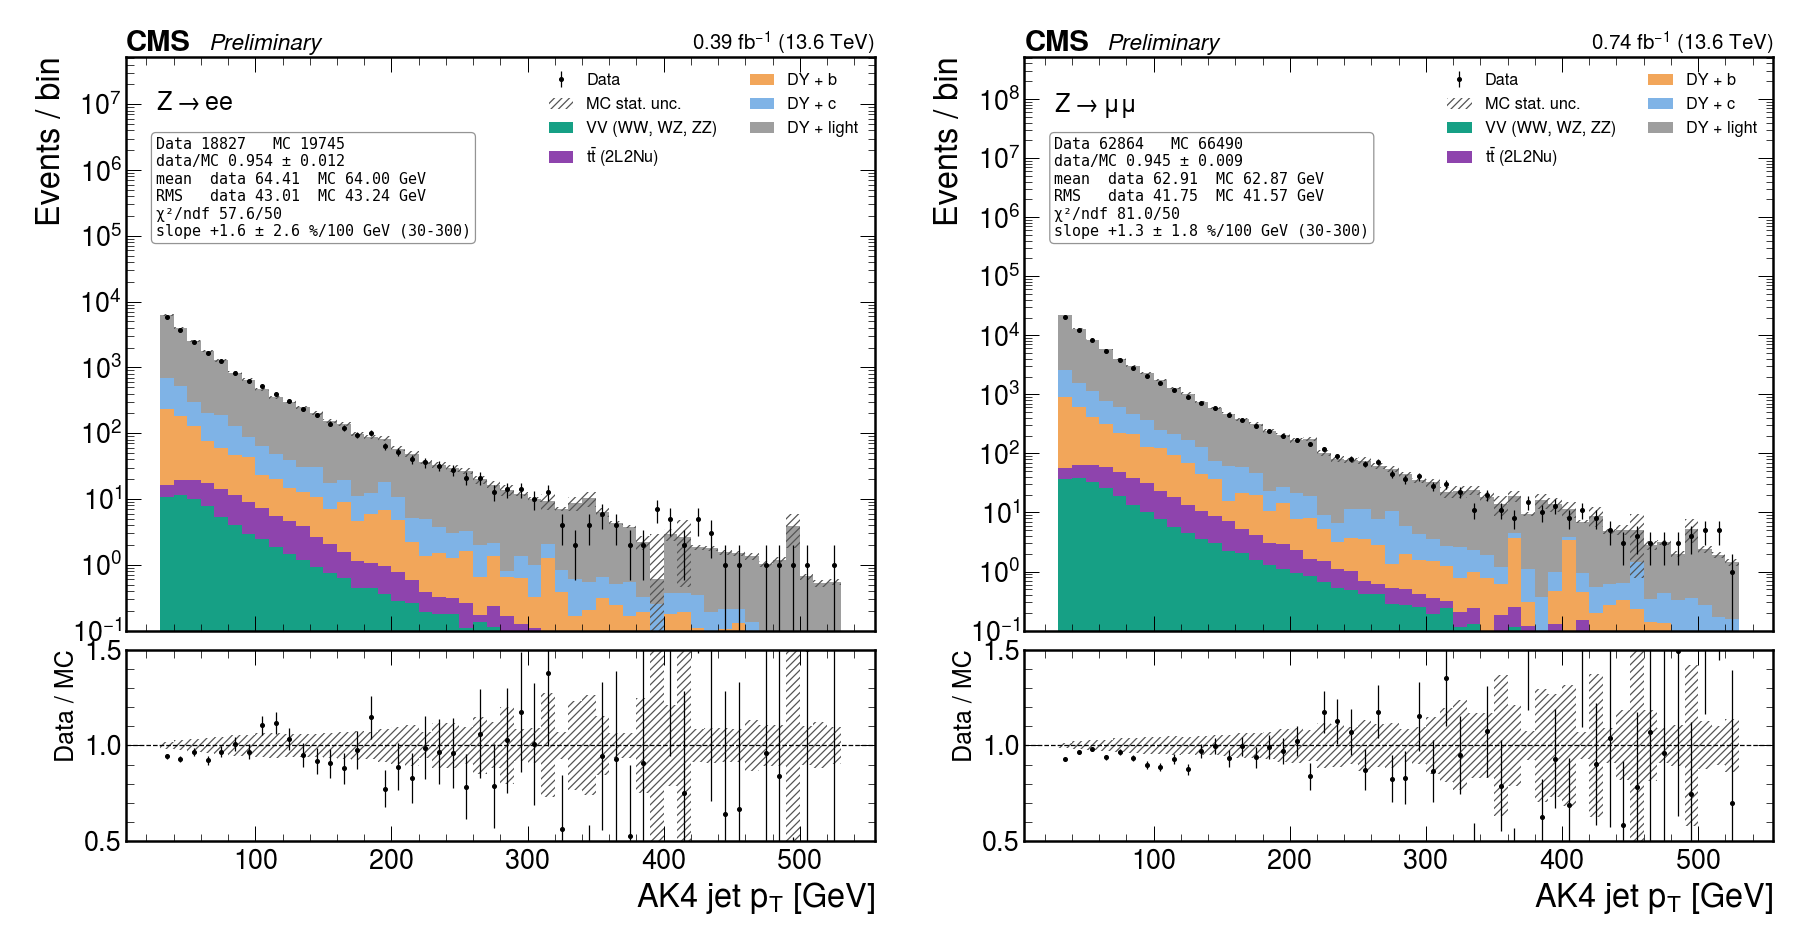 CMS Preliminary 0.39 fb⁻¹ (13.6 TeV)
Events / bin
Z → ee
Data
MC stat. unc.
VV (WW, WZ, ZZ)
tt̄ (2L2Nu)
DY + b
DY + c
DY + light
Data 18827 MC 19745
data/MC 0.954 ± 0.012
mean data 64.41 MC 64.00 GeV
RMS data 43.01 MC 43.24 GeV
χ²/ndf 57.6/50
slope +1.6 ± 2.6 %/100 GeV (30-300)
10⁷
10⁶
10⁵
10⁴
10³
10²
10¹
10⁰
10⁻¹
Data / MC
1.5
1.0
0.5
100 200 300 400 500
AK4 jet p_T [GeV]
CMS Preliminary 0.74 fb⁻¹ (13.6 TeV)
Events / bin
Z → μμ
Data
MC stat. unc.
VV (WW, WZ, ZZ)
tt̄ (2L2Nu)
DY + b
DY + c
DY + light
Data 62864 MC 66490
data/MC 0.945 ± 0.009
mean data 62.91 MC 62.87 GeV
RMS data 41.75 MC 41.57 GeV
χ²/ndf 81.0/50
slope +1.3 ± 1.8 %/100 GeV (30-300)
10⁸
10⁷
10⁶
10⁵
10⁴
10³
10²
10¹
10⁰
10⁻¹
Data / MC
1.5
1.0
0.5
100 200 300 400 500
AK4 jet p_T [GeV]